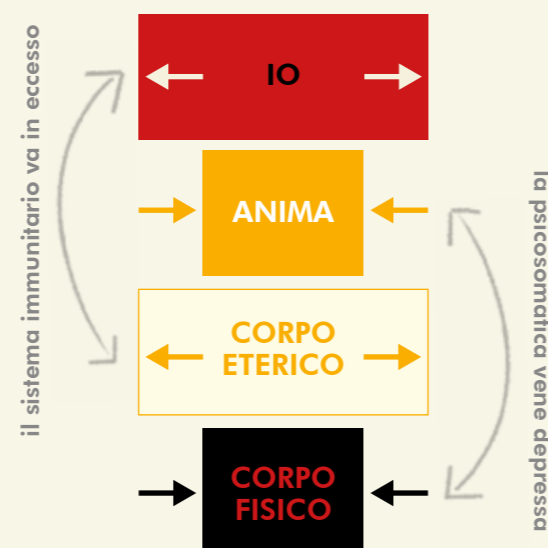 il sistema immunitario va in eccesso
IO
ANIMA
CORPO
ETERICO
CORPO
FISICO
la psicosomatica vene depressa